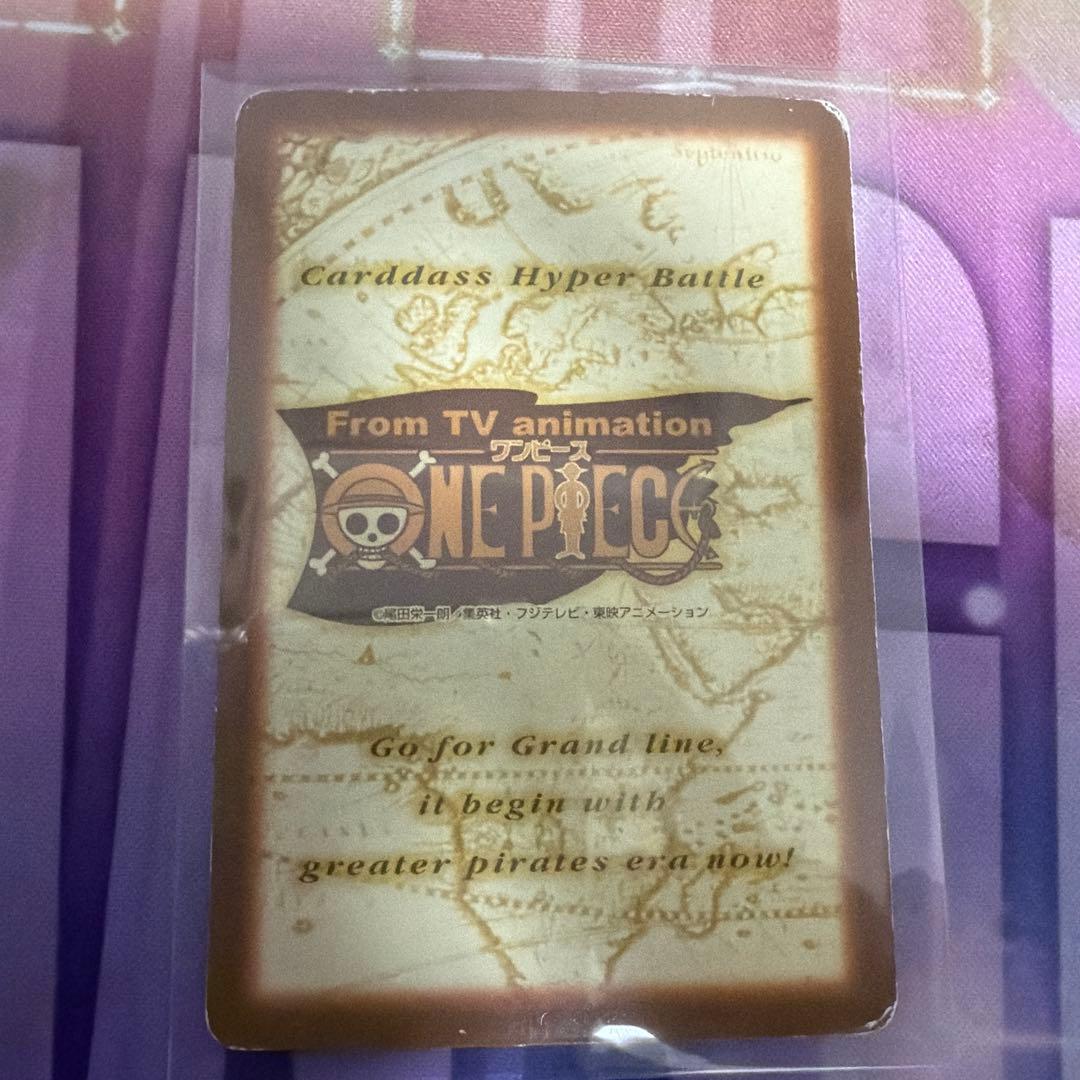 Septentrio
Carddass Hyper Battle
From TV animation
ワンピース
ONE PIECE
©尾田栄一郎／集英社・フジテレビ・東映アニメーション
Go for Grand line,
it begin with
greater pirates era now!